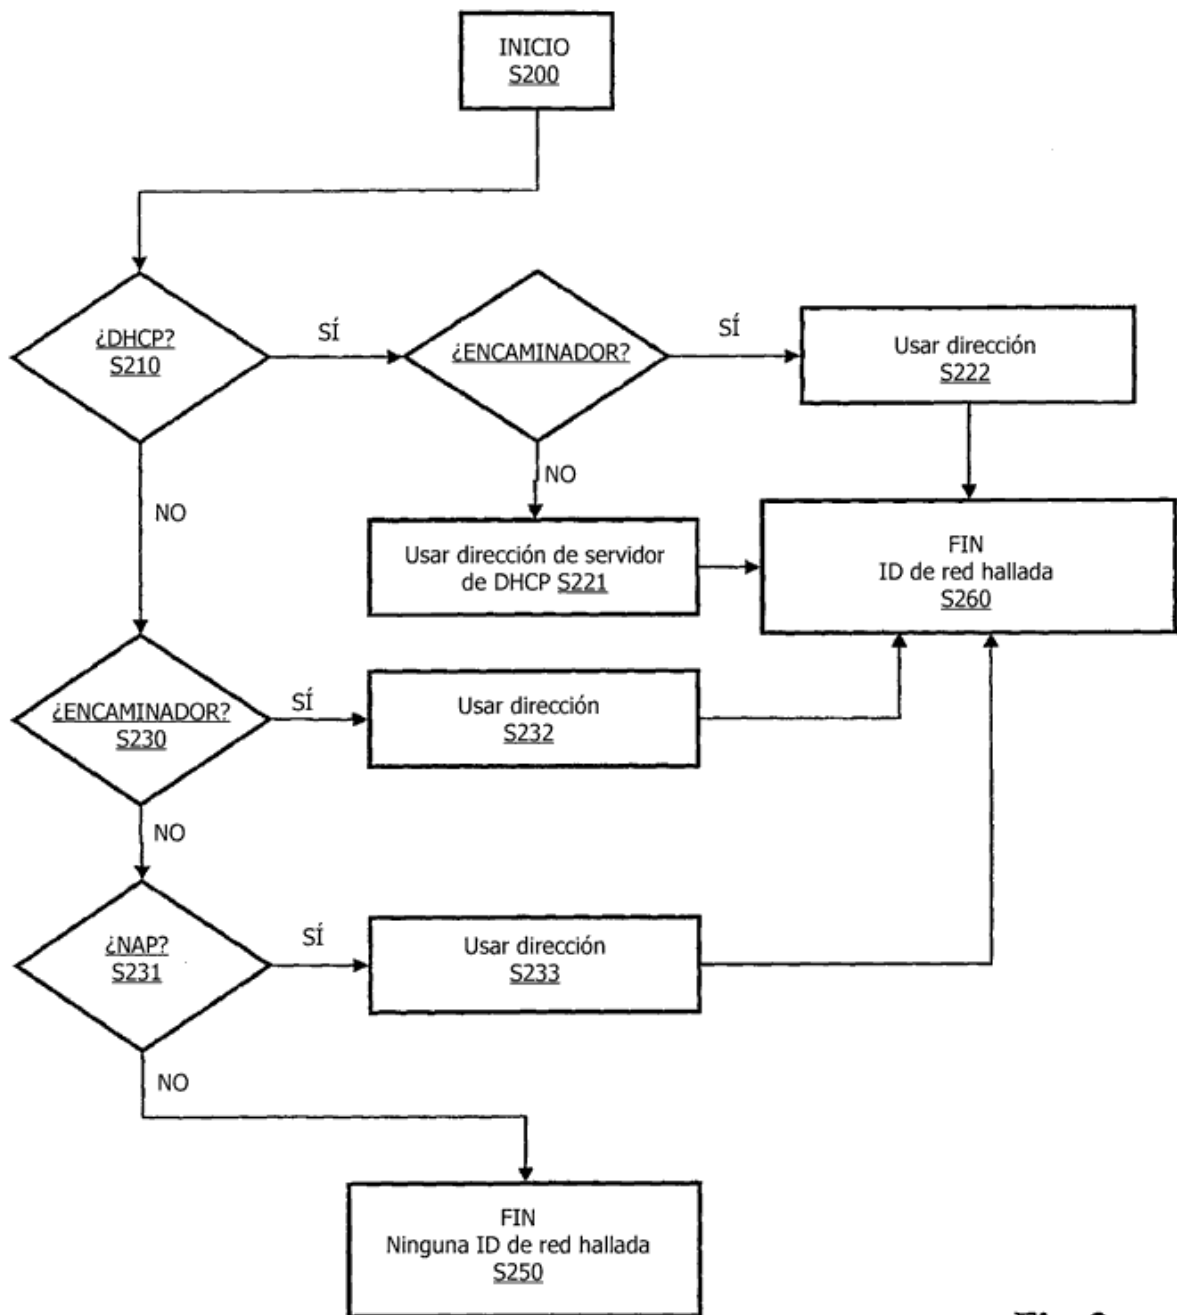 INICIO
S200
¿DHCP?
S210
SÍ
¿ENCAMINADOR?
SÍ
Usar dirección
S222
NO
NO
Usar dirección de servidor
de DHCP S221
FIN
ID de red hallada
S260
¿ENCAMINADOR?
S230
SÍ
Usar dirección
S232
NO
¿NAP?
S231
SÍ
Usar dirección
S233
NO
FIN
Ninguna ID de red hallada
S250